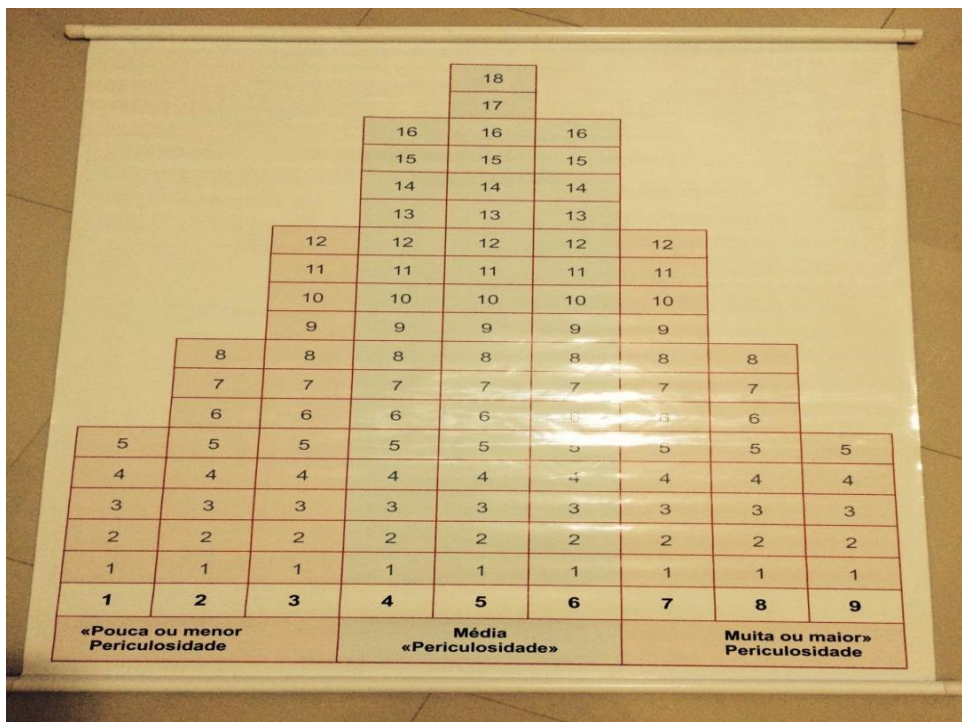 18
17
16 16 16
15 15 15
14 14 14
13 13 13
12 12 12 12 12
11 11 11 11 11
10 10 10 10 10
9 9 9 9 9
8 8 8 8 8 8 8
7 7 7 7 7 7 7
6 6 6 6 6 6 6
5 5 5 5 5 5 5 5 5
4 4 4 4 4 4 4 4 4
3 3 3 3 3 3 3 3 3
2 2 2 2 2 2 2 2 2
1 1 1 1 1 1 1 1 1
1 2 3 4 5 6 7 8 9
«Pouca ou menor
Periculosidade
Média
«Periculosidade»
Muita ou maior»
Periculosidade